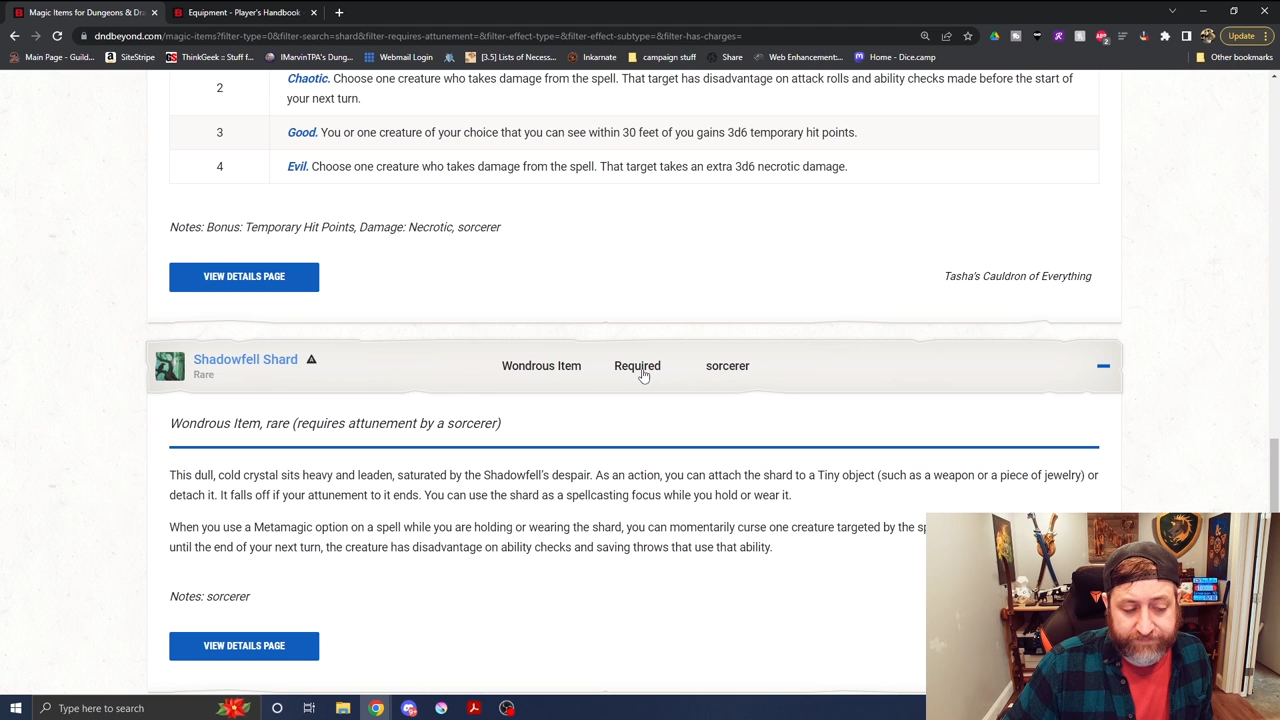 Magic Items for Dungeons & Dra
Equipment - Player's Handbook -
dndbeyond.com/magic-items?filter-type=0&filter-search=shard&filter-requires-attunement=&filter-effect-type=&filter-effect-subtype=&filter-has-charges=
Update
Main Page - Guild...
SiteStripe
ThinkGeek :: Stuff f...
IMarvinTPA's Dung...
Webmail Login
[3.5] Lists of Necess...
Inkarnate
campaign stuff
Share
Web Enhancement:...
Home - Dice.camp
Other bookmarks
2
Chaotic. Choose one creature who takes damage from the spell. That target has disadvantage on attack rolls and ability checks made before the start of
your next turn.
3
Good. You or one creature of your choice that you can see within 30 feet of you gains 3d6 temporary hit points.
4
Evil. Choose one creature who takes damage from the spell. That target takes an extra 3d6 necrotic damage.
Notes: Bonus: Temporary Hit Points, Damage: Necrotic, sorcerer
VIEW DETAILS PAGE
Tasha's Cauldron of Everything
Shadowfell Shard
Rare
Wondrous Item
Required
sorcerer
Wondrous Item, rare (requires attunement by a sorcerer)
This dull, cold crystal sits heavy and leaden, saturated by the Shadowfell's despair. As an action, you can attach the shard to a Tiny object (such as a weapon or a piece of jewelry) or
detach it. It falls off if your attunement to it ends. You can use the shard as a spellcasting focus while you hold or wear it.
When you use a Metamagic option on a spell while you are holding or wearing the shard, you can momentarily curse one creature targeted by the sp
until the end of your next turn, the creature has disadvantage on ability checks and saving throws that use that ability.
Notes: sorcerer
VIEW DETAILS PAGE
Type here to search